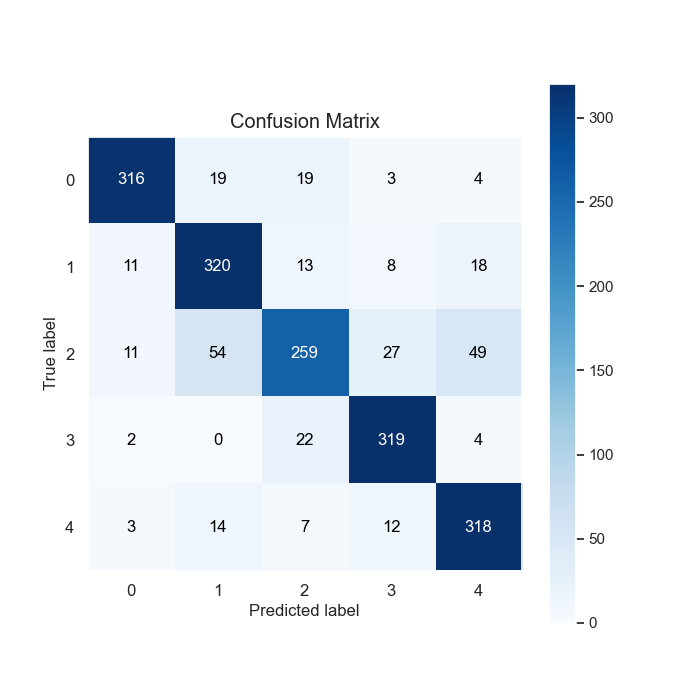 Confusion Matrix
True label
0 316 19 19 3 4
1 11 320 13 8 18
2 11 54 259 27 49
3 2 0 22 319 4
4 3 14 7 12 318
0 1 2 3 4
Predicted label
300
250
200
150
100
50
0